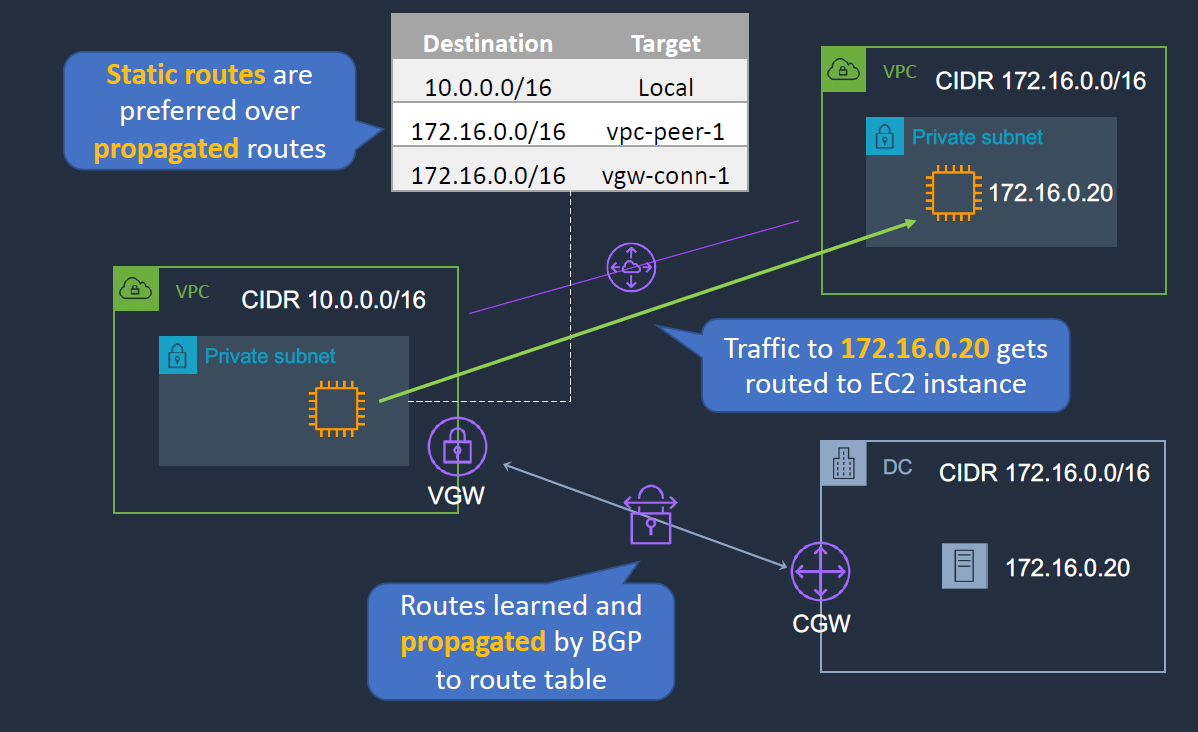 Destination Target
10.0.0.0/16 Local
172.16.0.0/16 vpc-peer-1
172.16.0.0/16 vgw-conn-1
Static routes are
preferred over
propagated routes
VPC CIDR 172.16.0.0/16
Private subnet
172.16.0.20
VPC CIDR 10.0.0.0/16
Private subnet
VGW
Traffic to 172.16.0.20 gets
routed to EC2 instance
DC CIDR 172.16.0.0/16
172.16.0.20
CGW
Routes learned and
propagated by BGP
to route table